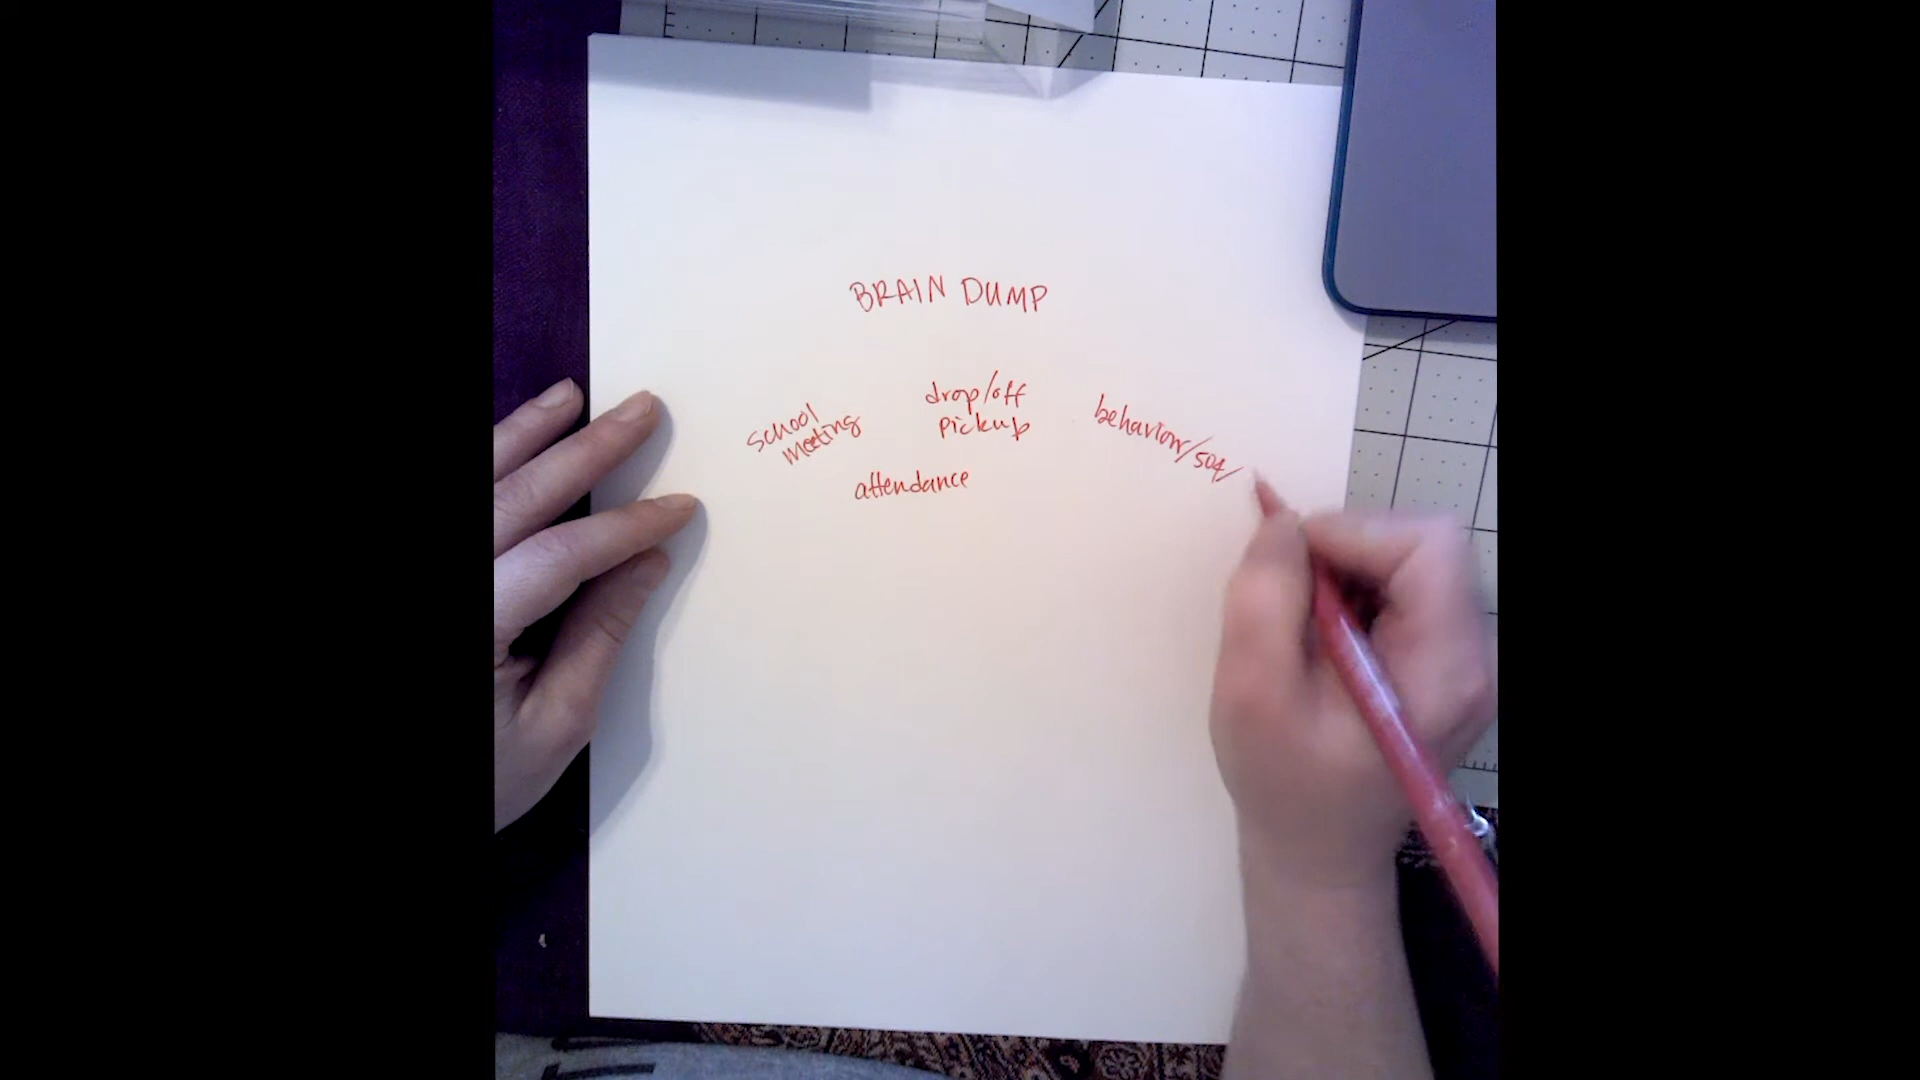 BRAIN DUMP
school
meeting
drop/off
pickup
behavior/504/
attendance